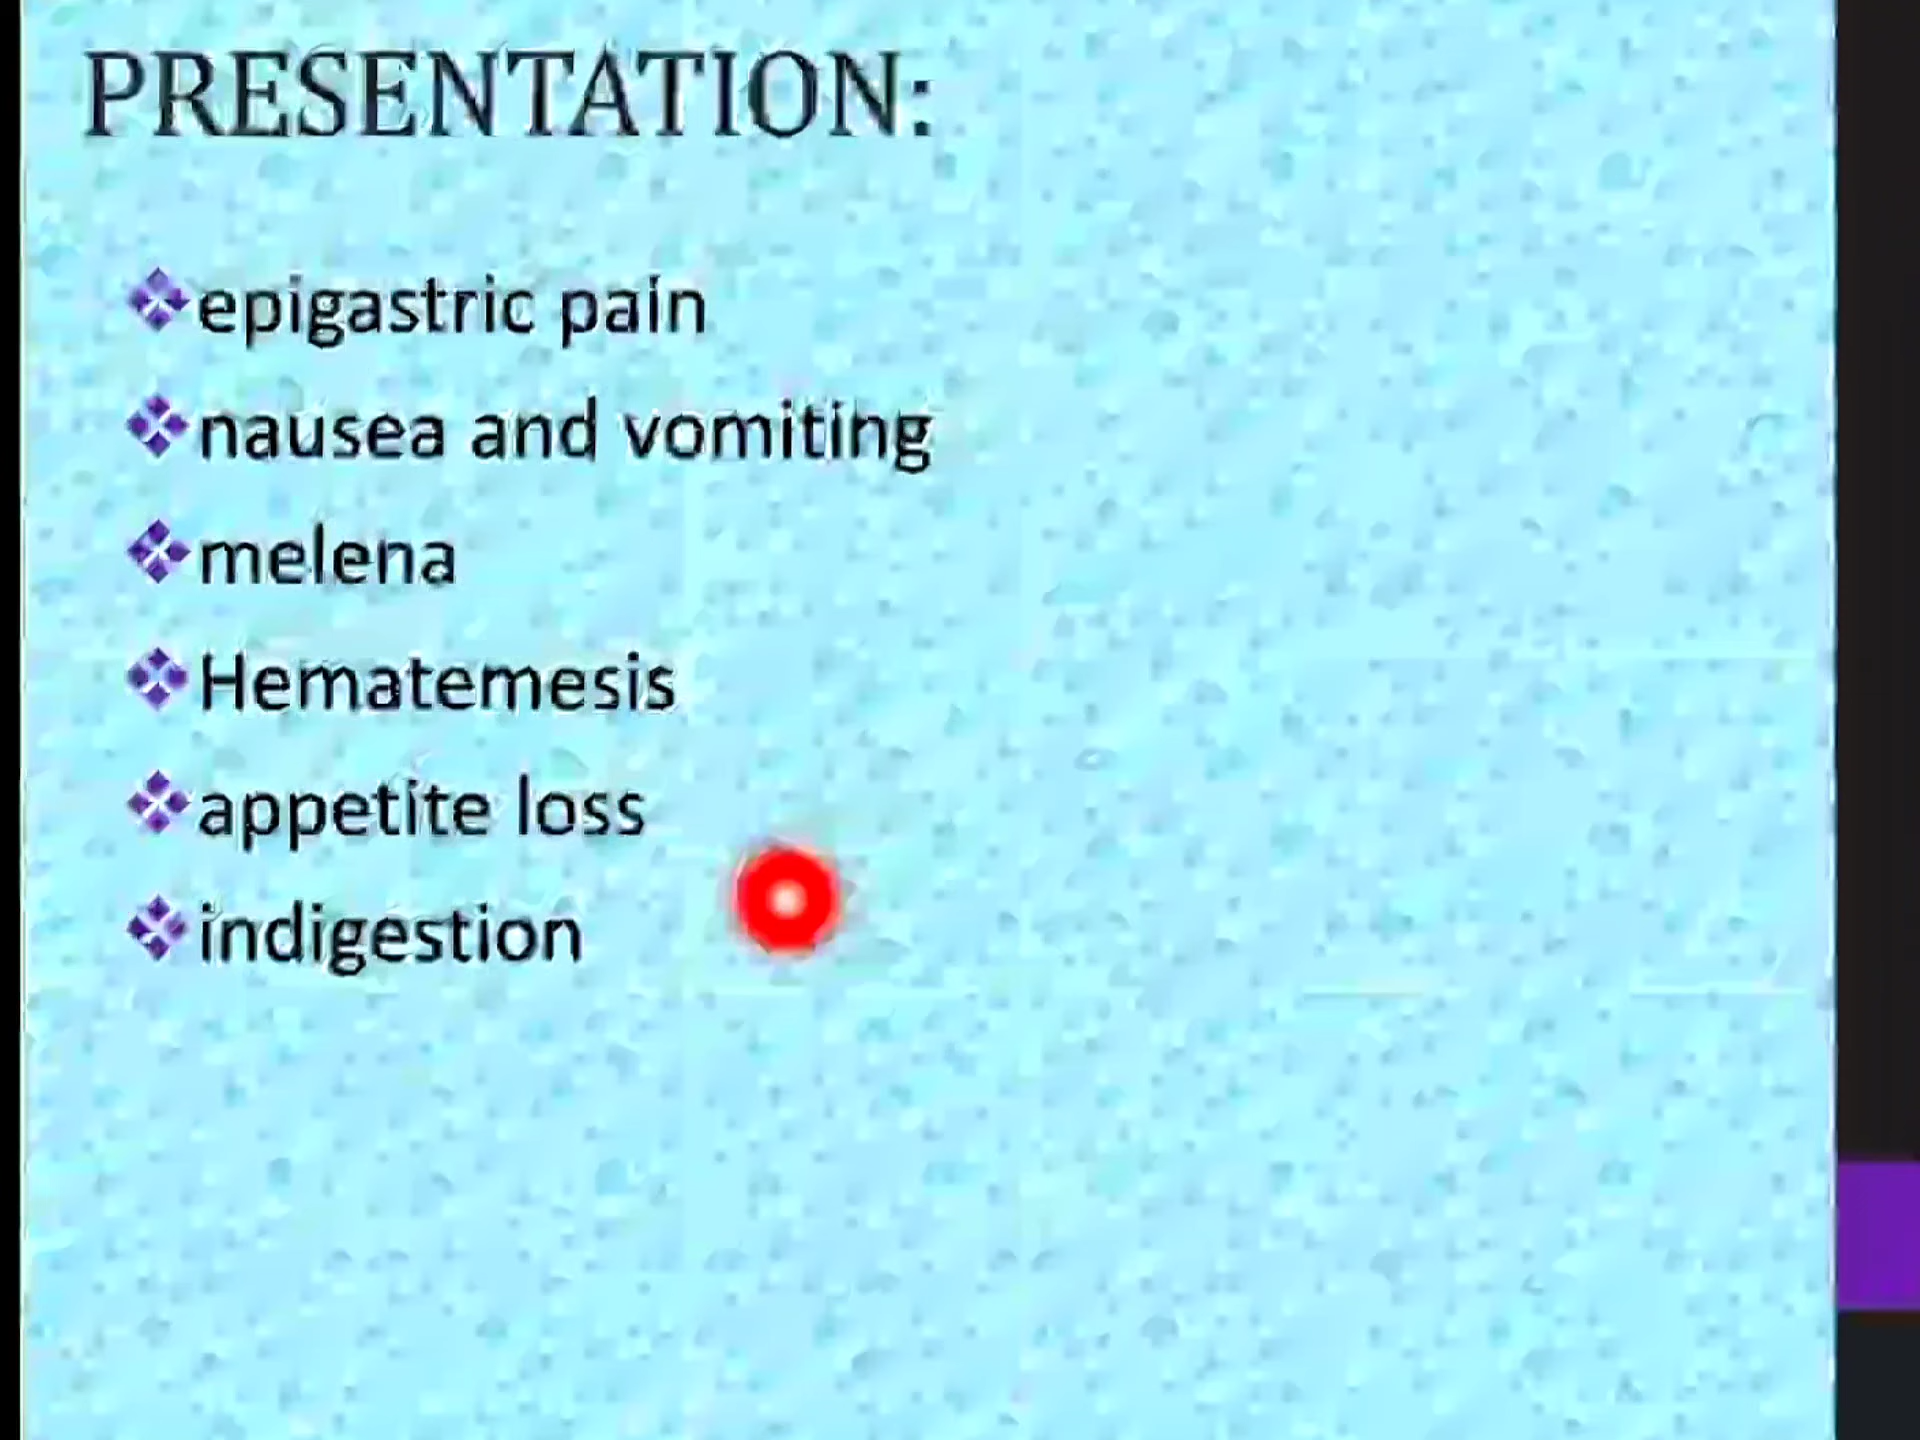 PRESENTATION:
epigastric pain
nausea and vomiting
melena
Hematemesis
appetite loss
indigestion